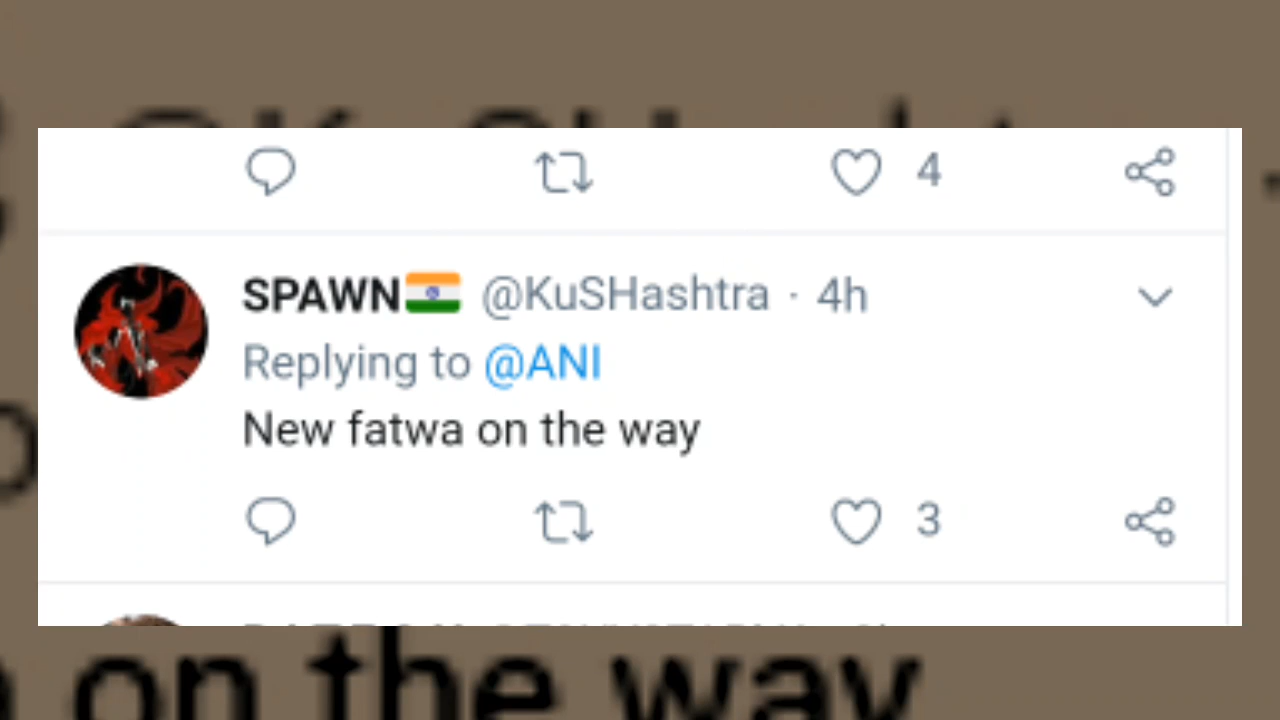 4
SPAWN🇮🇳 @KuSHashtra · 4h
Replying to @ANI
New fatwa on the way
3
on the way